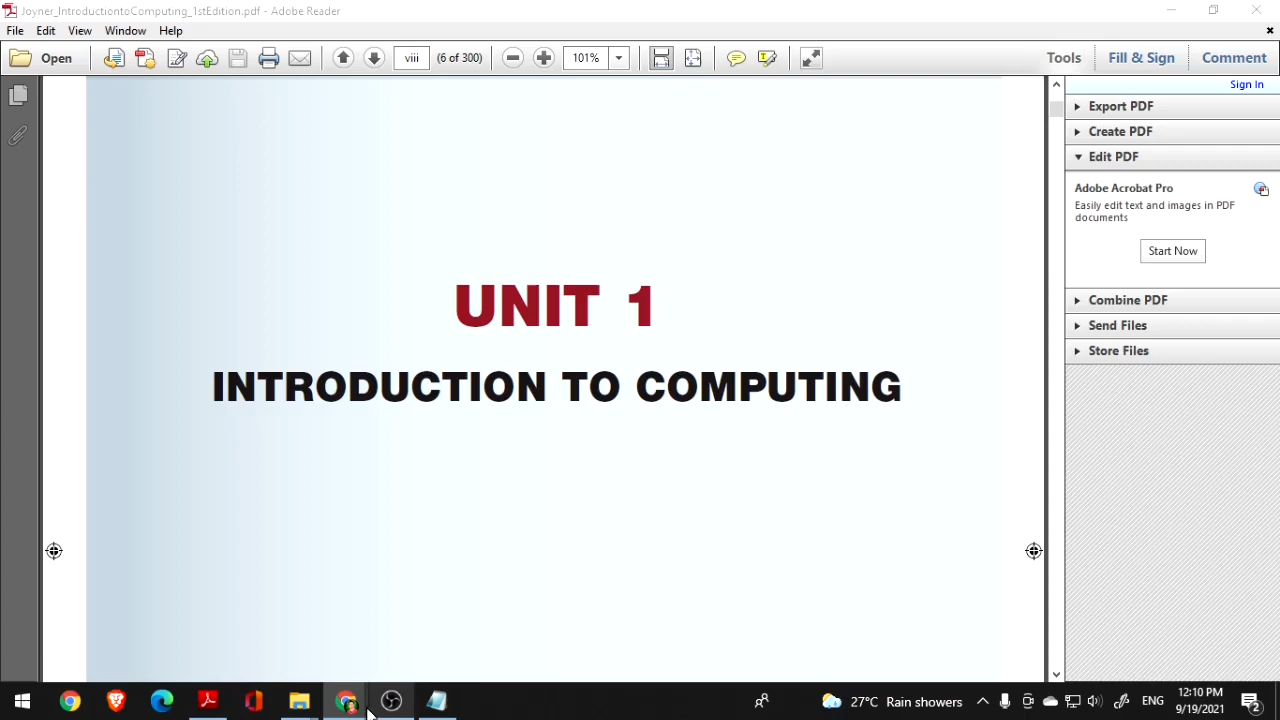 Joyner_IntroductiontoComputing_1stEdition.pdf - Adobe Reader
File Edit View Window Help
Open viii (6 of 300) 101% Tools Fill & Sign Comment
Sign In
Export PDF
Create PDF
Edit PDF
Adobe Acrobat Pro
Easily edit text and images in PDF
documents
Start Now
Combine PDF
Send Files
Store Files
UNIT 1
INTRODUCTION TO COMPUTING
27°C Rain showers ENG 12:10 PM
9/19/2021
2